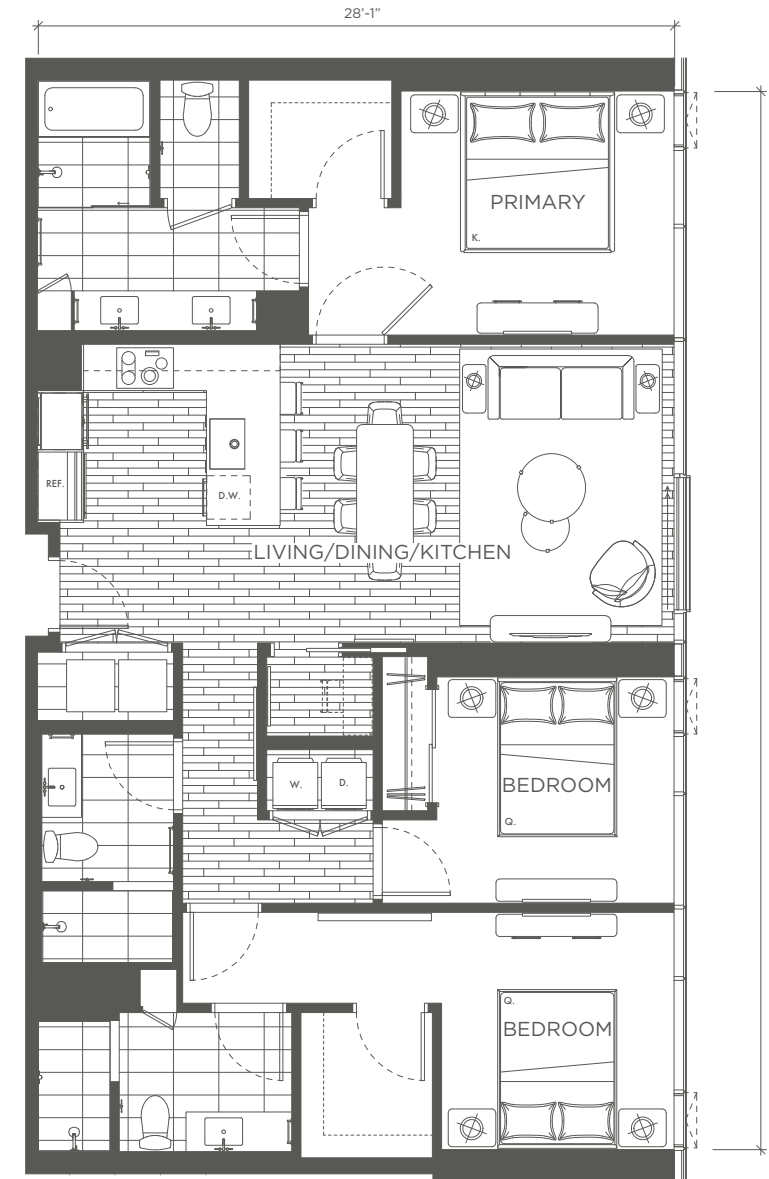 28'-1"
PRIMARY
K.
REF.
D.W.
LIVING/DINING/KITCHEN
W.
D.
BEDROOM
Q.
Q.
BEDROOM